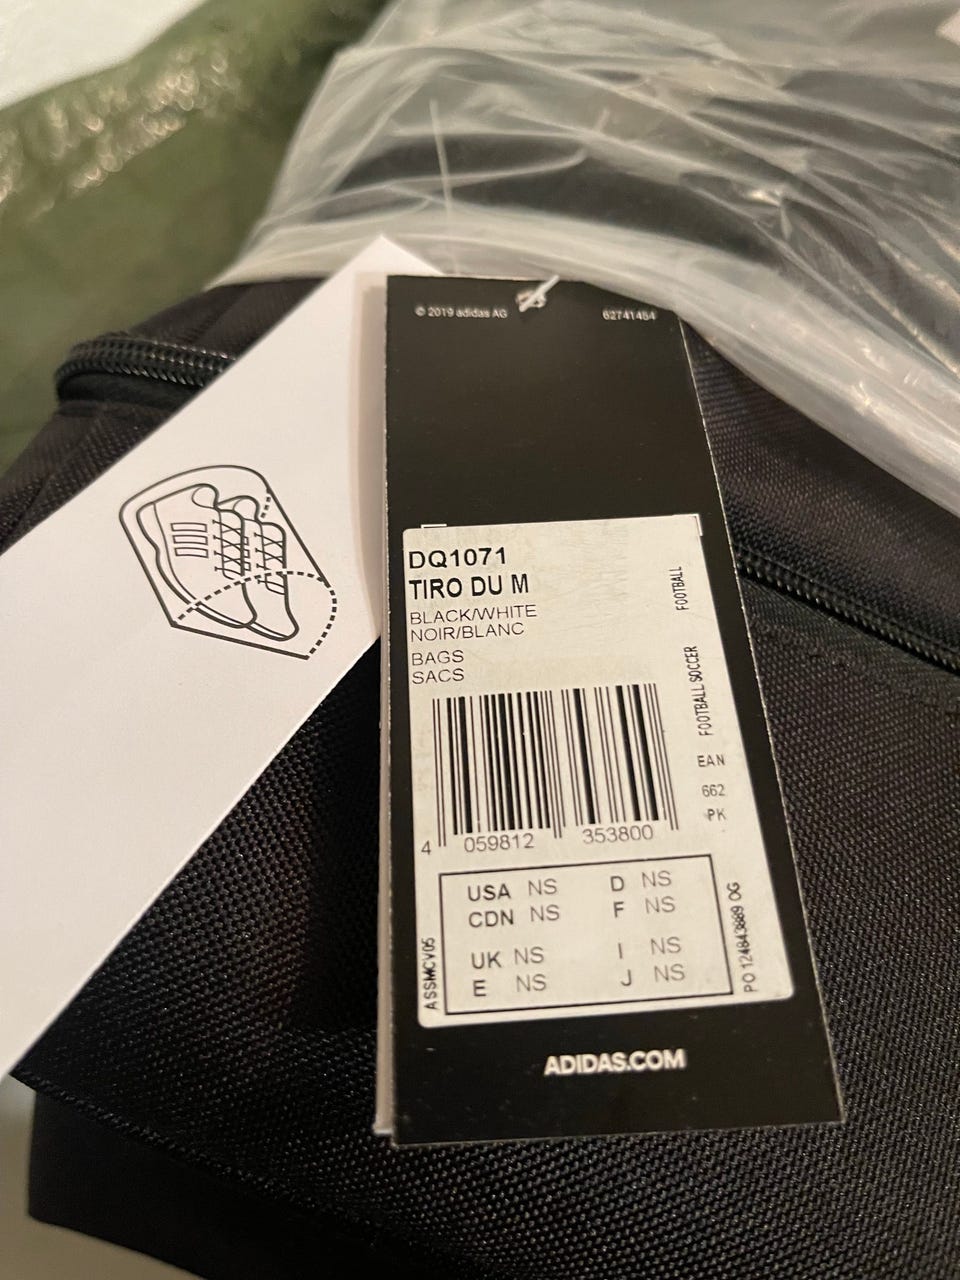 © 2019 adidas AG
62741454
DQ1071
TIRO DU M
BLACK/WHITE
NOIR/BLANC
BAGS
SACS
FOOTBALL
FOOTBALL SOCCER
EAN
662
PK
4 059812 353800
USA NS D NS
CDN NS F NS
UK NS I NS
E NS J NS
ASSMCV05
PO 124843889 OG
ADIDAS.COM